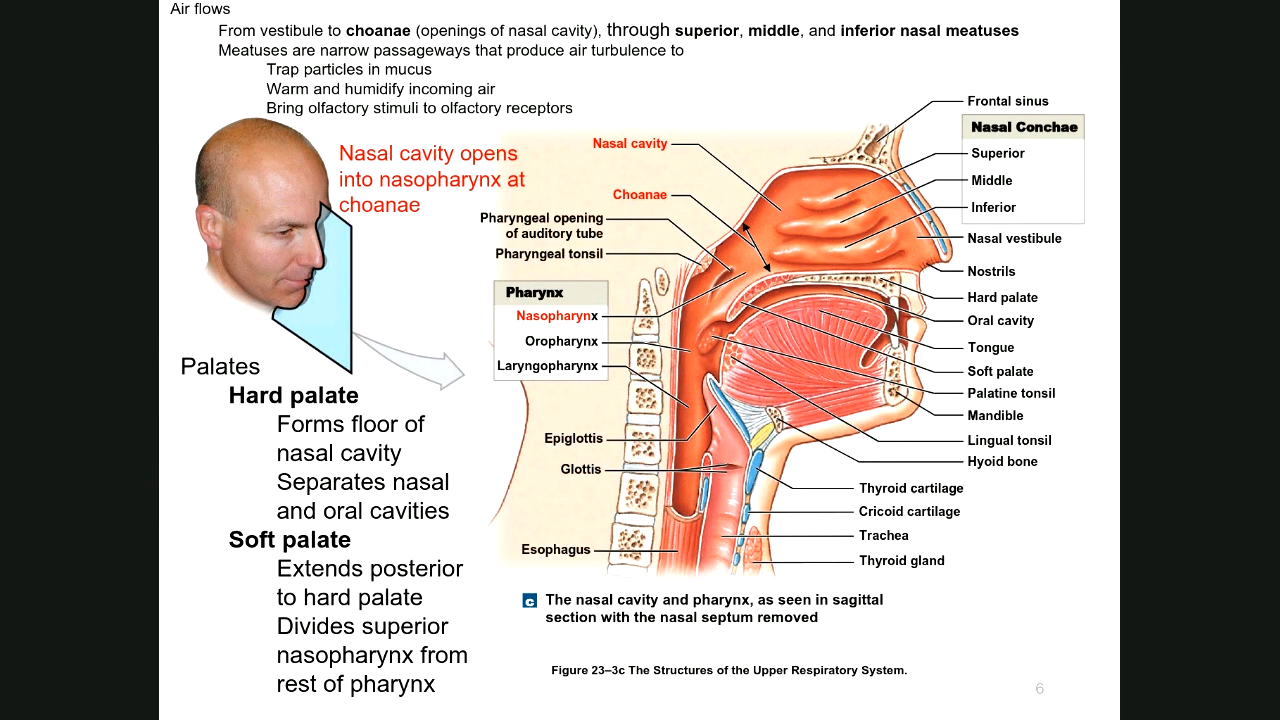 Air flows
From vestibule to choanae (openings of nasal cavity), through superior, middle, and inferior nasal meatuses
Meatuses are narrow passageways that produce air turbulence to
Trap particles in mucus
Warm and humidify incoming air
Bring olfactory stimuli to olfactory receptors
Nasal cavity opens
into nasopharynx at
choanae
Palates
Hard palate
Forms floor of
nasal cavity
Separates nasal
and oral cavities
Soft palate
Extends posterior
to hard palate
Divides superior
nasopharynx from
rest of pharynx
Nasal cavity
Choanae
Pharyngeal opening
of auditory tube
Pharyngeal tonsil
Pharynx
Nasopharynx
Oropharynx
Laryngopharynx
Epiglottis
Glottis
Esophagus
Frontal sinus
Nasal Conchae
Superior
Middle
Inferior
Nasal vestibule
Nostrils
Hard palate
Oral cavity
Tongue
Soft palate
Palatine tonsil
Mandible
Lingual tonsil
Hyoid bone
Thyroid cartilage
Cricoid cartilage
Trachea
Thyroid gland
c The nasal cavity and pharynx, as seen in sagittal
section with the nasal septum removed
Figure 23–3c The Structures of the Upper Respiratory System.
6